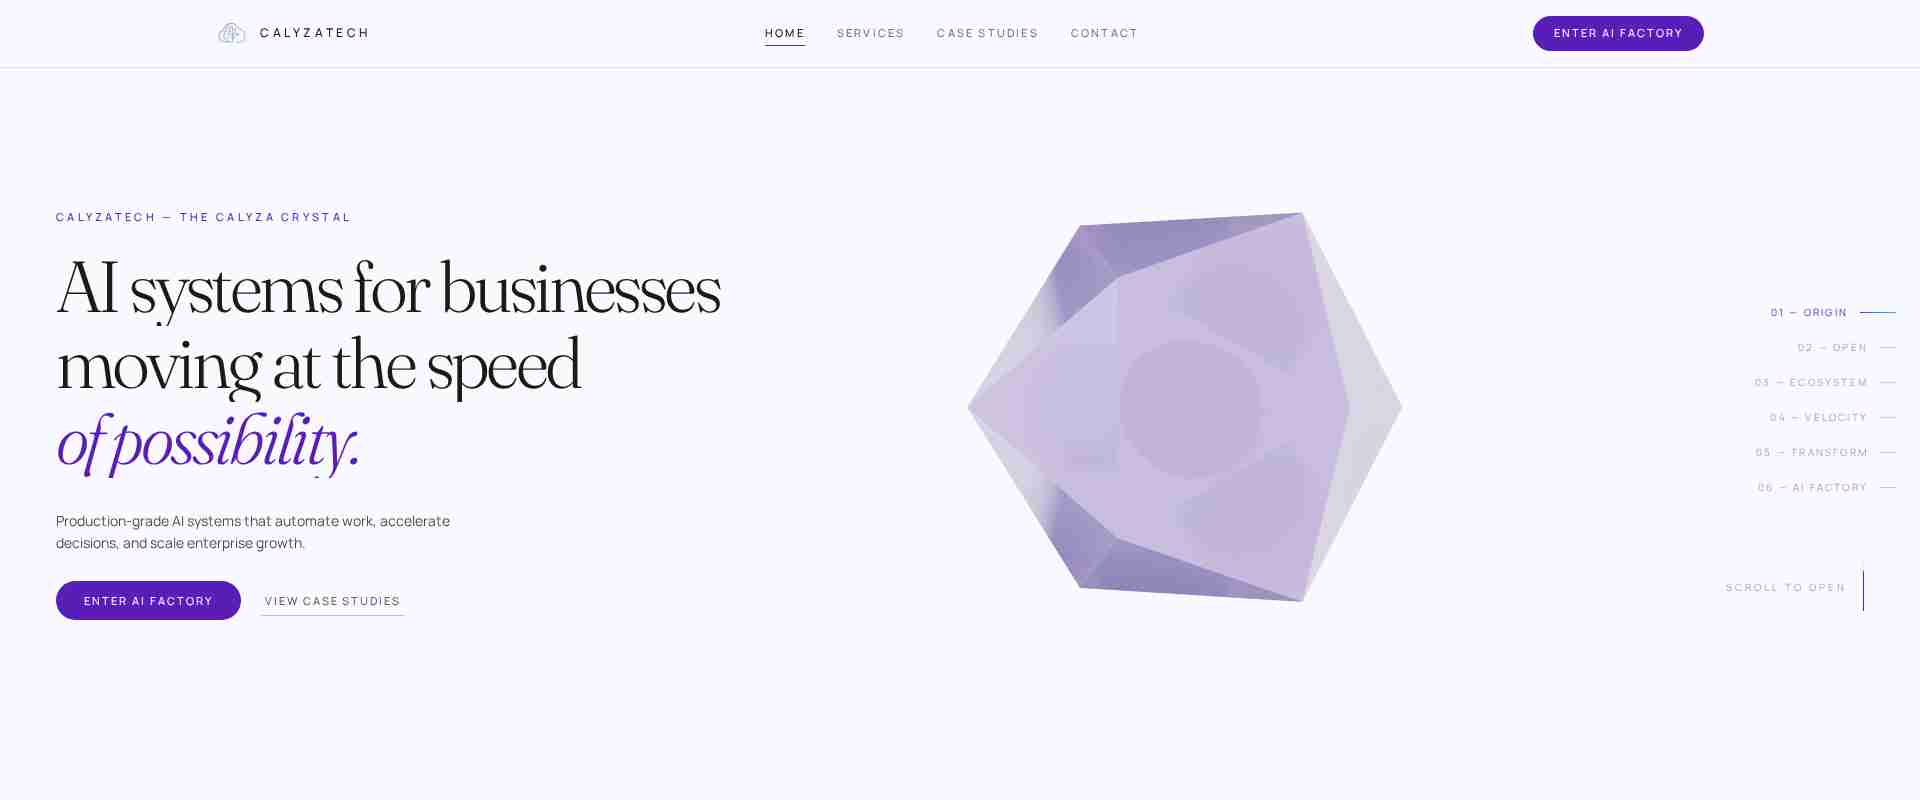 CALYZATECH
HOME
SERVICES
CASE STUDIES
CONTACT
ENTER AI FACTORY
CALYZATECH — THE CALYZA CRYSTAL
AI systems for businesses
moving at the speed
of possibility.
Production-grade AI systems that automate work, accelerate
decisions, and scale enterprise growth.
ENTER AI FACTORY
VIEW CASE STUDIES
01 — ORIGIN
02 — OPEN
03 — ECOSYSTEM
04 — VELOCITY
05 — TRANSFORM
06 — AI FACTORY
SCROLL TO OPEN